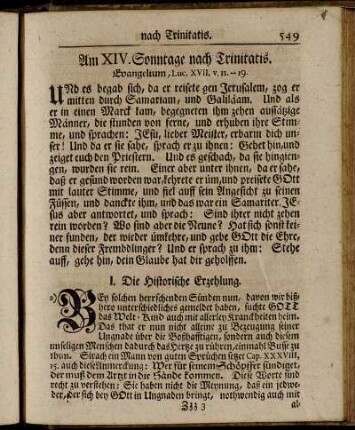 nach Trinitatis. 549
Am XIV. Sonntage nach Trinitatis.
Evangelium, Luc. XVII. v. 11.–19.
UNd es begab sich, da er reisete gen Jerusalem, zog er
mitten durch Samariam, und Galiläam. Und als
er in einen Marck kam, begegneten ihm zehen aussätzige
Männer, die stunden von ferne, und erhuben ihre Stim-
me, und sprachen: JEsu, lieber Meister, erbarm dich un-
ser! Und da er sie sahe, sprach er zu ihnen: Gehet hin, und
zeiget euch den Priestern. Und es geschach, da sie hingien-
gen, wurden sie rein. Einer aber unter ihnen, da er sahe,
daß er gesund worden war, kehrete er üm, und preisete GOtt
mit lauter Stimme, und fiel auff sein Angesicht zu seinen
Füssen, und danckte ihm, und das war ein Samariter. JE-
sus aber antwortet, und sprach: Sind ihrer nicht zehen
rein worden? Wo sind aber die Neune? Hat sich sonst kei-
ner funden, der wieder ümkehre, und gebe GOtt die Ehre,
denn dieser Frembdlinger? Und er sprach zu ihm: Stehe
auff, gehe hin, dein Glaube hat dir geholffen.
I. Die Historische Erzehlung.
BEy solchen herrschenden Sünden nun, davon wir biß-
hero unterschiedliches gemeldet haben, suchte GOTT
das Welt-Kind auch mit allerley Kranckheiten heim.
Das that er nun nicht alleine zu Bezeugung seiner
Ungnade über die Boßhafftigen, sondern auch diesen
unseligen Menschen dadurch das Hertze zu rühren, einmahl Busse zu
thun. Sirach ein Mann von guten Sprüchen setzet Cap. XXXVIII,
15. auch diese Anmerckung: Wer für seinem Schöpffer sündiget,
der muß dem Artzt in die Hände kommen. Diese Worte sind
recht zu verstehen: Sie haben nicht die Meynung, daß ein jedwe-
der, der sich bey GOtt in Ungnaden bringt, nothwendig auch mit
Zzz 3 al-